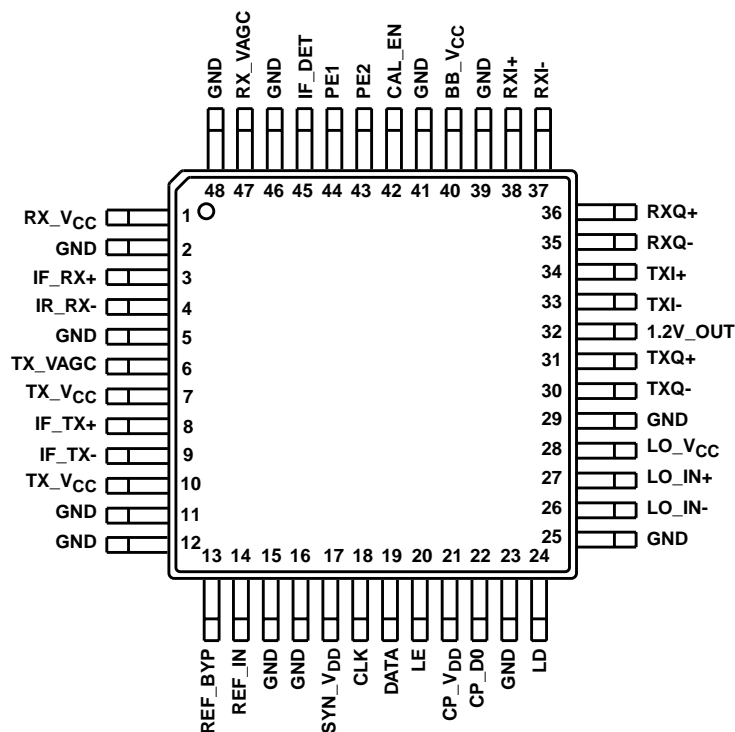 GND
RX_VAGC
GND
IF_DET
PE1
PE2
CAL_EN
GND
BB_VCC
GND
RXI+
RXI-
48 47 46 45 44 43 42 41 40 39 38 37
RX_VCC 1
GND 2
IF_RX+ 3
IR_RX- 4
GND 5
TX_VAGC 6
TX_VCC 7
IF_TX+ 8
IF_TX- 9
TX_VCC 10
GND 11
GND 12
36 RXQ+
35 RXQ-
34 TXI+
33 TXI-
32 1.2V_OUT
31 TXQ+
30 TXQ-
29 GND
28 LO_VCC
27 LO_IN+
26 LO_IN-
25 GND
13 14 15 16 17 18 19 20 21 22 23 24
REF_BYP
REF_IN
GND
GND
SYN_VDD
CLK
DATA
LE
CP_VDD
CP_D0
GND
LD